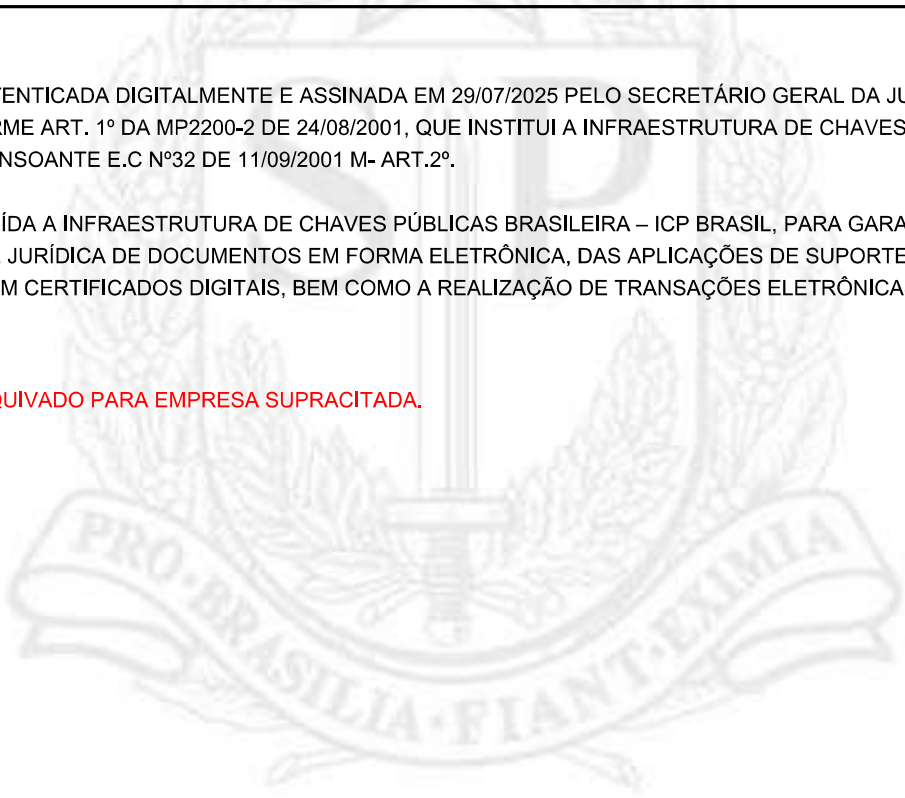 TENTICADA DIGITALMENTE E ASSINADA EM 29/07/2025 PELO SECRETÁRIO GERAL DA JU
RME ART. 1º DA MP2200-2 DE 24/08/2001, QUE INSTITUI A INFRAESTRUTURA DE CHAVES
NSOANTE E.C Nº32 DE 11/09/2001 M- ART.2º.
ÍDA A INFRAESTRUTURA DE CHAVES PÚBLICAS BRASILEIRA – ICP BRASIL, PARA GARA
JURÍDICA DE DOCUMENTOS EM FORMA ELETRÔNICA, DAS APLICAÇÕES DE SUPORTE
M CERTIFICADOS DIGITAIS, BEM COMO A REALIZAÇÃO DE TRANSAÇÕES ELETRÔNICA
QUIVADO PARA EMPRESA SUPRACITADA.
S P
PRO·BRASILIA·FIANT·EXIMIA